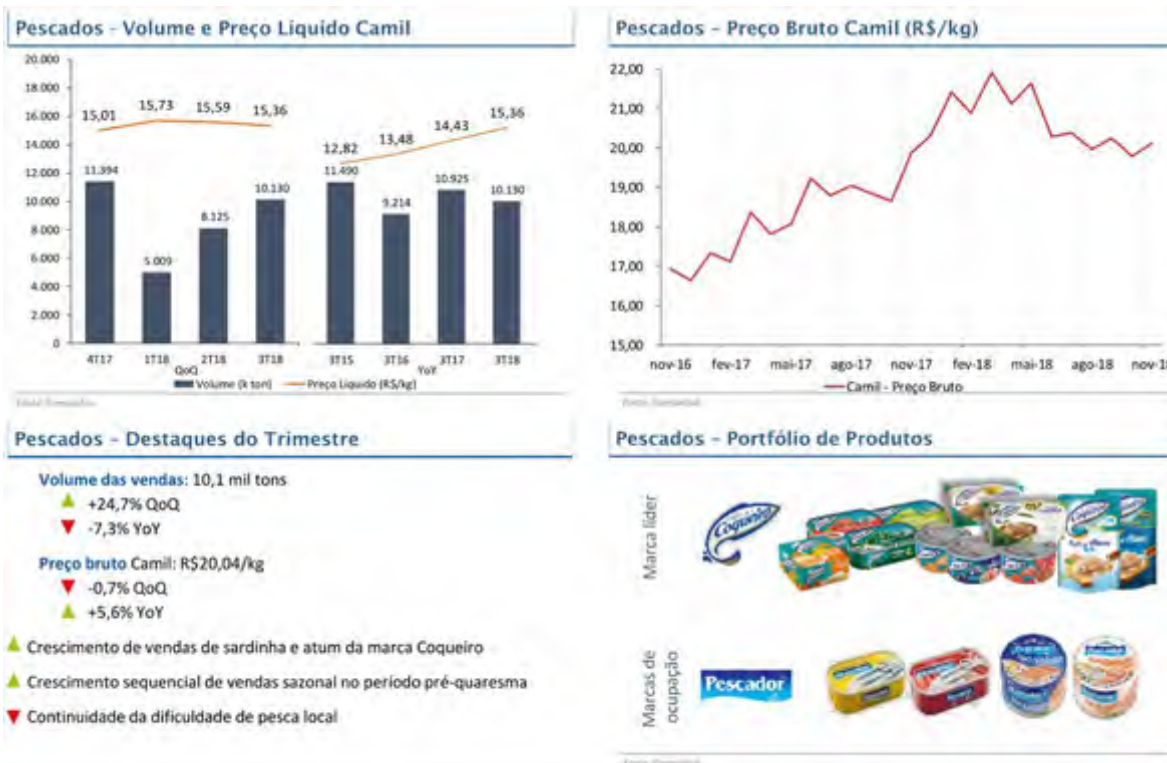 Pescados - Volume e Preço Liquido Camil
20.000
18.000
16.000
14.000
12.000
10.000
8.000
6.000
4.000
2.000
0
15,01 15,73 15,59 15,36
12,82 13,48 14,43 15,36
11.394 5.009 8.125 10.130
11.490 9.214 10.925 10.130
4T17 1T18 2T18 3T18 3T15 3T16 3T17 3T18
QoQ YoY
Volume (k ton) Preço Liquido (R$/kg)
Pescados - Preço Bruto Camil (R$/kg)
22,00
21,00
20,00
19,00
18,00
17,00
16,00
15,00
nov-16 fev-17 mai-17 ago-17 nov-17 fev-18 mai-18 ago-18 nov-18
Camil - Preço Bruto
Pescados - Destaques do Trimestre
Volume das vendas: 10,1 mil tons
+24,7% QoQ
-7,3% YoY
Preço bruto Camil: R$20,04/kg
-0,7% QoQ
+5,6% YoY
Crescimento de vendas de sardinha e atum da marca Coqueiro
Crescimento sequencial de vendas sazonal no período pré-quaresma
Continuidade da dificuldade de pesca local
Pescados - Portfólio de Produtos
Marca líder
Coqueiro
Marcas de
ocupação
Pescador